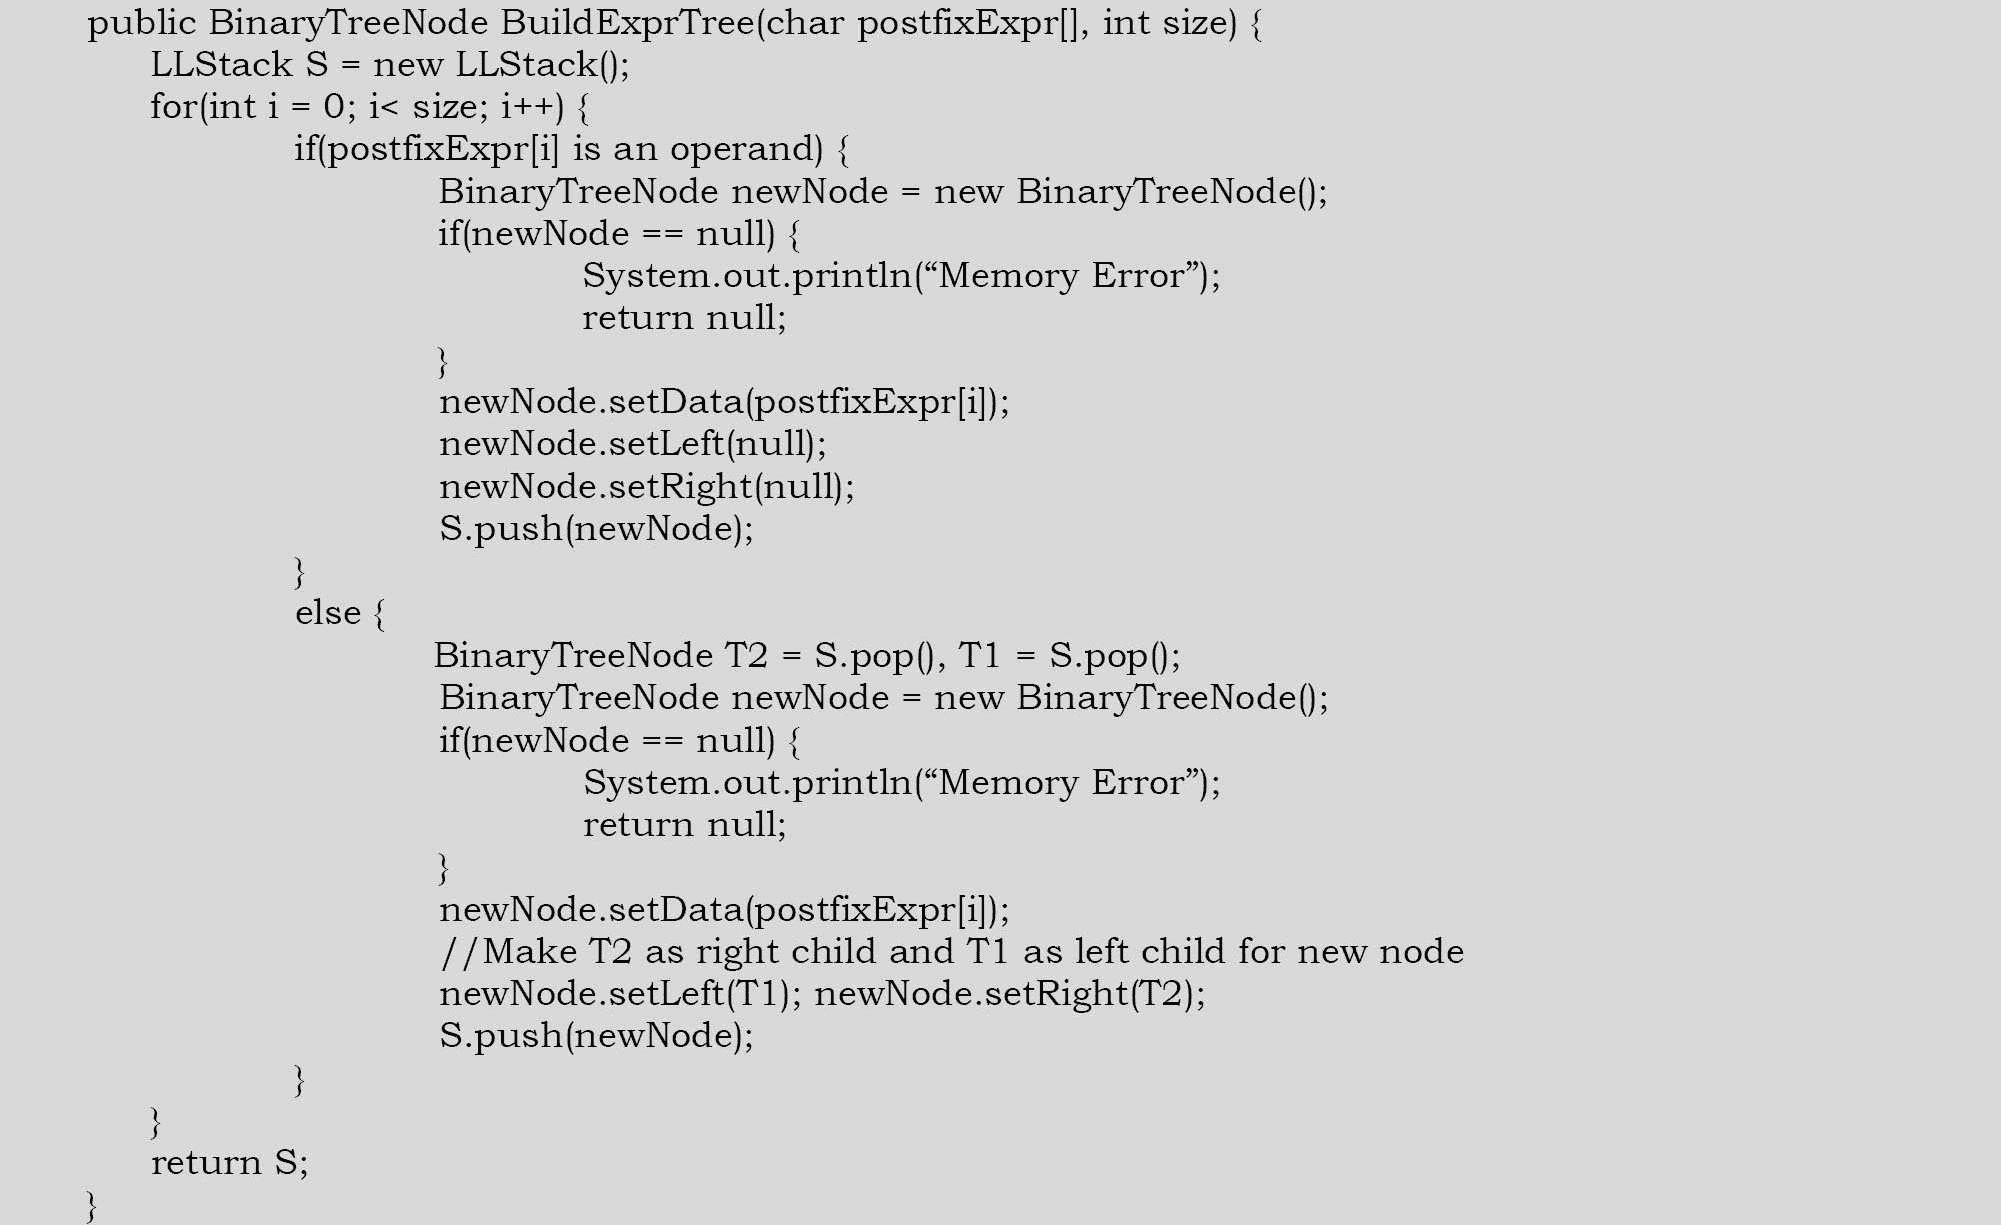 public BinaryTreeNode BuildExprTree(char postfixExpr[], int size) {
LLStack S = new LLStack();
for(int i = 0; i< size; i++) {
if(postfixExpr[i] is an operand) {
BinaryTreeNode newNode = new BinaryTreeNode();
if(newNode == null) {
System.out.println(“Memory Error”);
return null;
}
newNode.setData(postfixExpr[i]);
newNode.setLeft(null);
newNode.setRight(null);
S.push(newNode);
}
else {
BinaryTreeNode T2 = S.pop(), T1 = S.pop();
BinaryTreeNode newNode = new BinaryTreeNode();
if(newNode == null) {
System.out.println(“Memory Error”);
return null;
}
newNode.setData(postfixExpr[i]);
//Make T2 as right child and T1 as left child for new node
newNode.setLeft(T1); newNode.setRight(T2);
S.push(newNode);
}
}
return S;
}